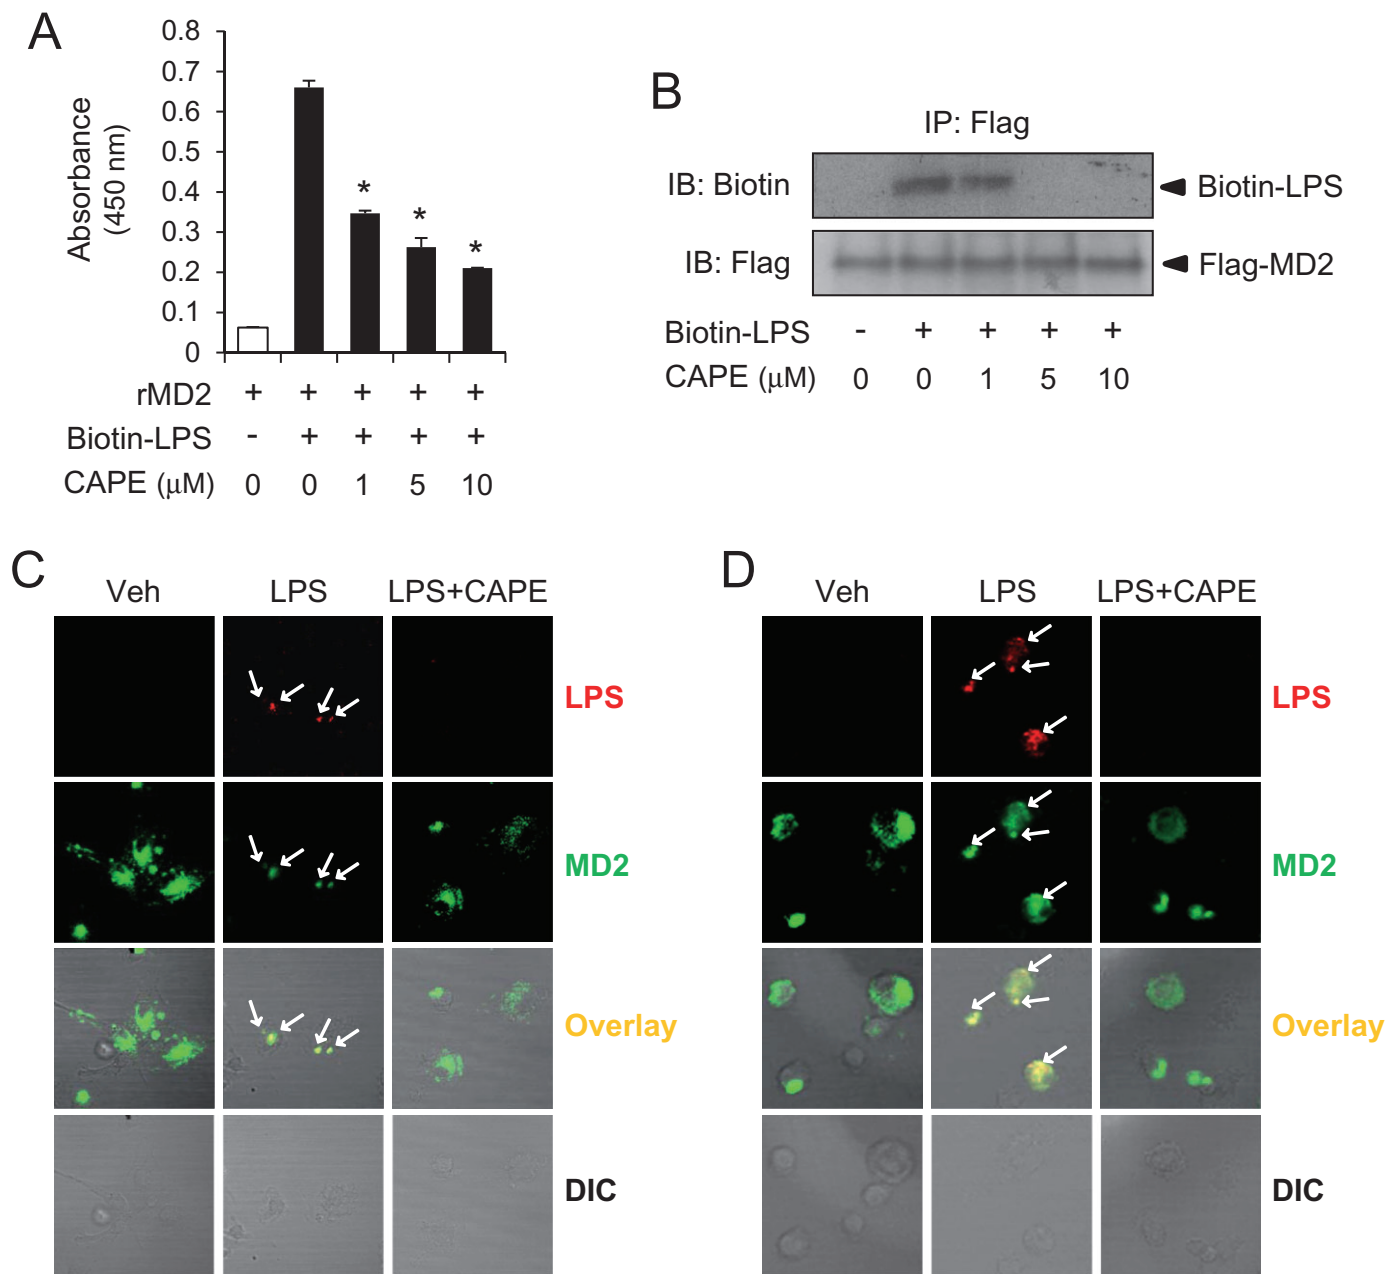 A
0.8
0.7
0.6
0.5
0.4
0.3
0.2
0.1
0
Absorbance
(450 nm)
* * *
rMD2 + + + + +
Biotin-LPS - + + + +
CAPE (μM) 0 0 1 5 10
B
IP: Flag
IB: Biotin Biotin-LPS
IB: Flag Flag-MD2
Biotin-LPS - + + + +
CAPE (μM) 0 0 1 5 10
C
Veh LPS LPS+CAPE
LPS
MD2
Overlay
DIC
D
Veh LPS LPS+CAPE
LPS
MD2
Overlay
DIC